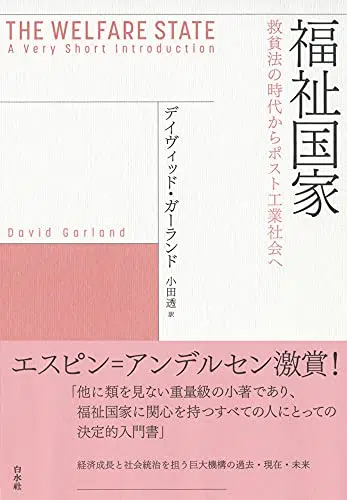 THE WELFARE STATE
A Very Short Introduction
福祉国家
救貧法の時代からポスト工業社会へ
デイヴィッド・ガーランド
小田透 訳
David Garland
エスピン=アンデルセン激賞!
「他に類を見ない重量級の小著であり、
福祉国家に関心を持つすべての人にとっての
決定的入門書」
経済成長と社会統治を担う巨大機構の過去・現在・未来
白水社